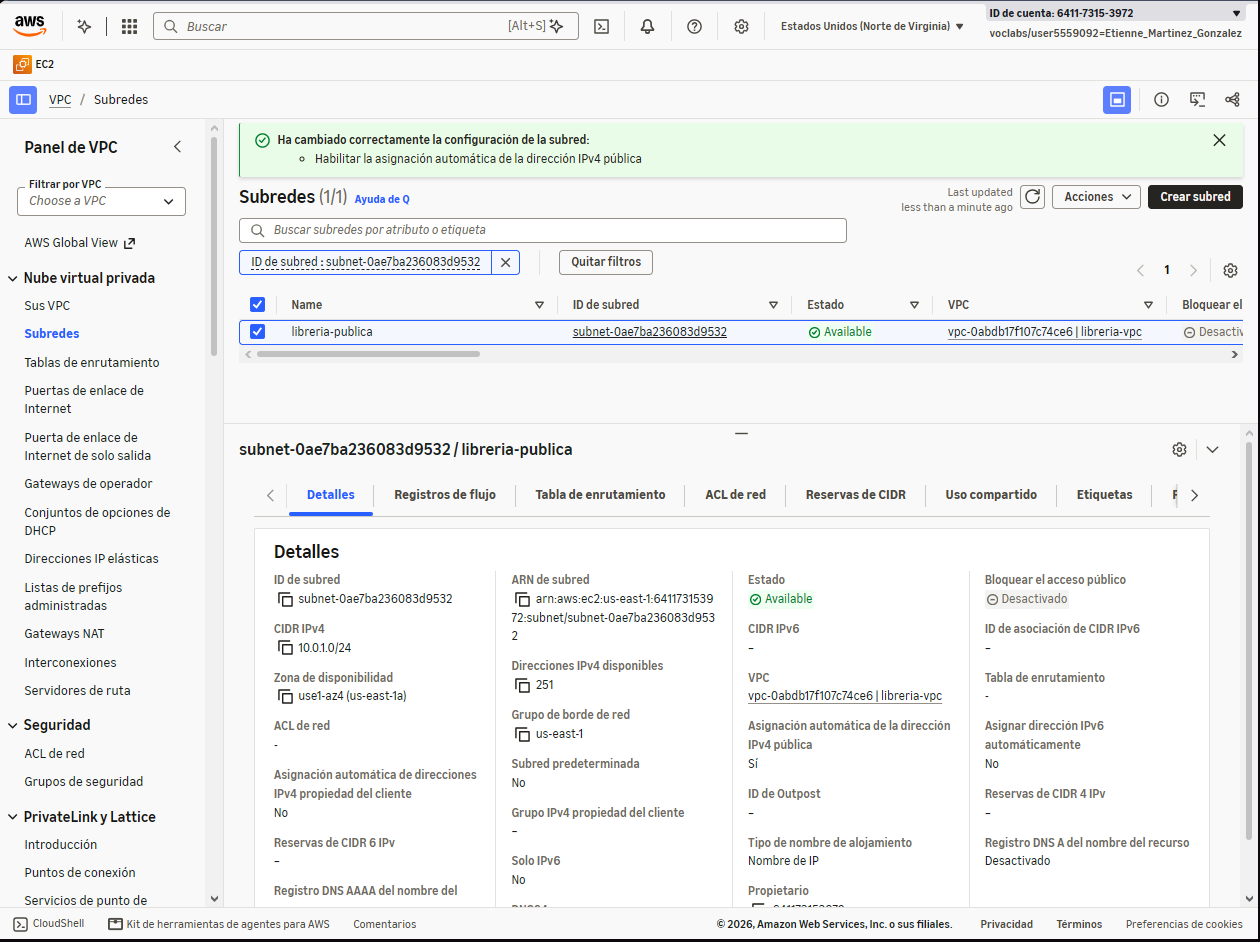 aws
Buscar
[Alt+S]
Estados Unidos (Norte de Virginia)
ID de cuenta: 6411-7315-3972
voclabs/user5559092=Etienne_Martinez_Gonzalez
EC2
VPC / Subredes
Panel de VPC
Filtrar por VPC
Choose a VPC
AWS Global View
Nube virtual privada
Sus VPC
Subredes
Tablas de enrutamiento
Puertas de enlace de
Internet
Puerta de enlace de
Internet de solo salida
Gateways de operador
Conjuntos de opciones de
DHCP
Direcciones IP elásticas
Listas de prefijos
administradas
Gateways NAT
Interconexiones
Servidores de ruta
Seguridad
ACL de red
Grupos de seguridad
PrivateLink y Lattice
Introducción
Puntos de conexión
Servicios de punto de
Ha cambiado correctamente la configuración de la subred:
Habilitar la asignación automática de la dirección IPv4 pública
Subredes (1/1) Ayuda de Q
Last updated
less than a minute ago
Acciones
Crear subred
Buscar subredes por atributo o etiqueta
ID de subred : subnet-0ae7ba236083d9532
Quitar filtros
1
Name ID de subred Estado VPC Bloquear el
libreria-publica subnet-0ae7ba236083d9532 Available vpc-0abdb17f107c74ce6 | libreria-vpc Desactiv
subnet-0ae7ba236083d9532 / libreria-publica
Detalles Registros de flujo Tabla de enrutamiento ACL de red Reservas de CIDR Uso compartido Etiquetas
Detalles
ID de subred
subnet-0ae7ba236083d9532
CIDR IPv4
10.0.1.0/24
Zona de disponibilidad
use1-az4 (us-east-1a)
ACL de red
-
Asignación automática de direcciones
IPv4 propiedad del cliente
No
Reservas de CIDR 6 IPv
–
Registro DNS AAAA del nombre del
ARN de subred
arn:aws:ec2:us-east-1:6411731539
72:subnet/subnet-0ae7ba236083d953
2
Direcciones IPv4 disponibles
251
Grupo de borde de red
us-east-1
Subred predeterminada
No
Grupo IPv4 propiedad del cliente
–
Solo IPv6
No
Estado
Available
CIDR IPv6
–
VPC
vpc-0abdb17f107c74ce6 | libreria-vpc
Asignación automática de la dirección
IPv4 pública
Sí
ID de Outpost
–
Tipo de nombre de alojamiento
Nombre de IP
Propietario
Bloquear el acceso público
Desactivado
ID de asociación de CIDR IPv6
–
Tabla de enrutamiento
-
Asignar dirección IPv6
automáticamente
No
Reservas de CIDR 4 IPv
–
Registro DNS A del nombre del recurso
Desactivado
CloudShell
Kit de herramientas de agentes para AWS
Comentarios
© 2026, Amazon Web Services, Inc. o sus filiales.
Privacidad
Términos
Preferencias de cookies